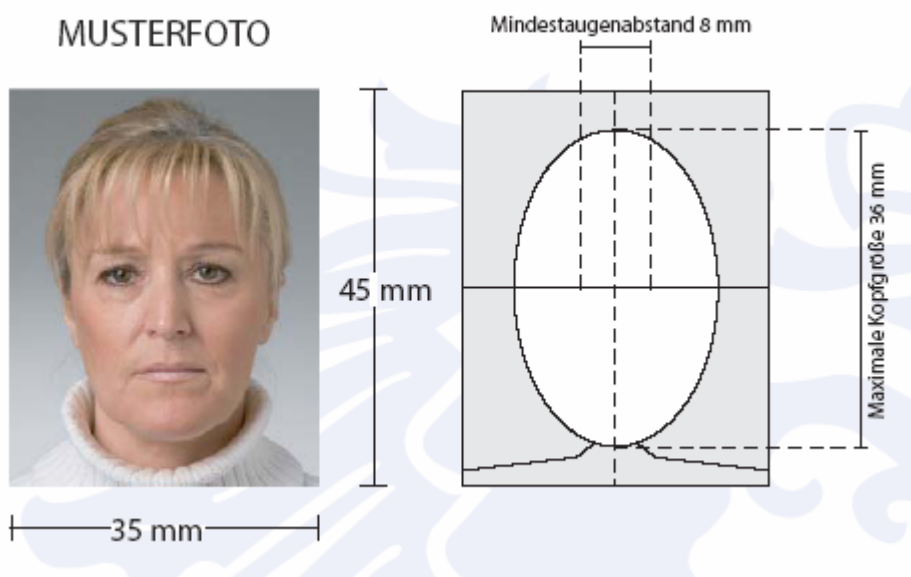 MUSTERFOTO
Mindestaugenabstand 8 mm
45 mm
Maximale Kopfgröße 36 mm
35 mm